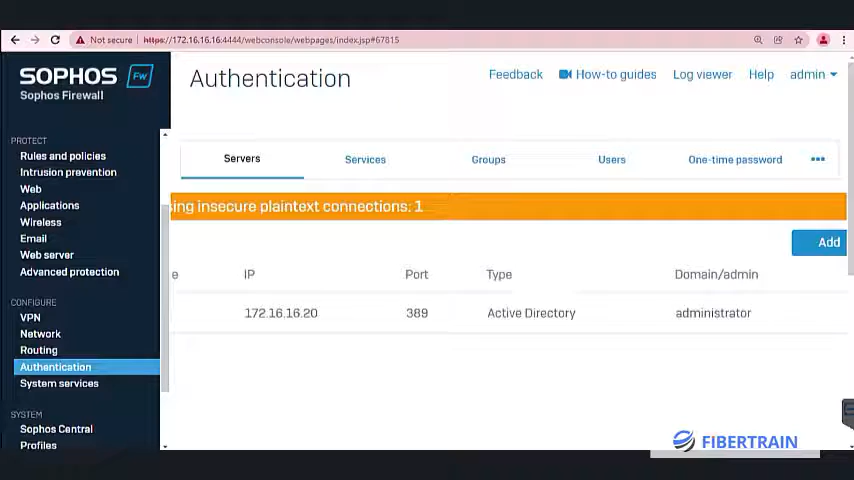 Not secure https://172.16.16.16:4444/webconsole/webpages/index.jsp#67815
SOPHOS FW
Sophos Firewall
Authentication
Feedback How-to guides Log viewer Help admin
PROTECT
Rules and policies
Intrusion prevention
Web
Applications
Wireless
Email
Web server
Advanced protection
CONFIGURE
VPN
Network
Routing
Authentication
System services
SYSTEM
Sophos Central
Profiles
Servers Services Groups Users One-time password
insecure plaintext connections: 1
Add
IP Port Type Domain/admin
172.16.16.20 389 Active Directory administrator
FIBERTRAIN